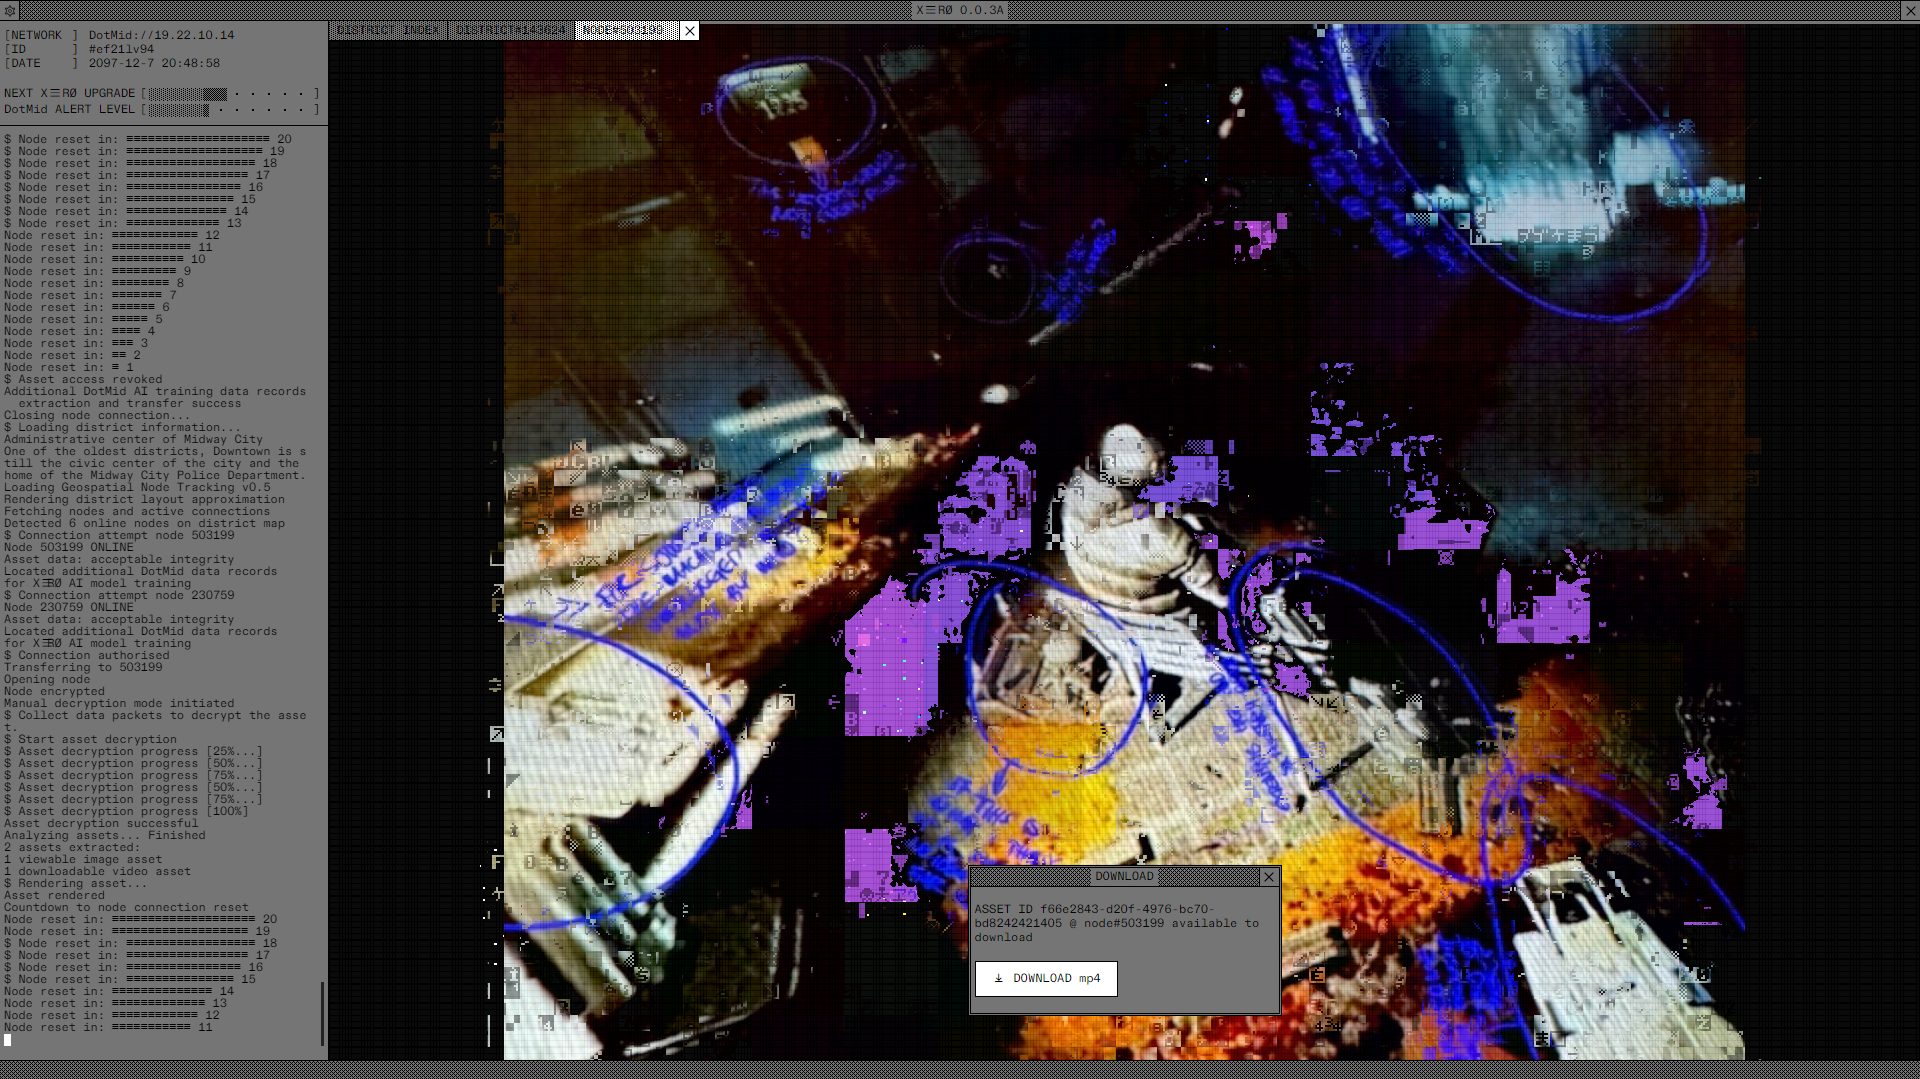 X☰RØ 0.0.3A
[NETWORK ] DotMid://19.22.10.14
[ID ] #ef21lv94
[DATE ] 2097-12-7 20:48:58
NEXT X☰RØ UPGRADE [ ]
DotMid ALERT LEVEL [ ]
DISTRICT INDEX
NODE#503199
$ Node reset in: 20
$ Node reset in: 19
$ Node reset in: 18
$ Node reset in: 17
$ Node reset in: 16
$ Node reset in: 15
$ Node reset in: 14
$ Node reset in: 13
Node reset in: 12
Node reset in: 11
Node reset in: 10
Node reset in: 9
Node reset in: 8
Node reset in: 7
Node reset in: 6
Node reset in: 5
Node reset in: 4
Node reset in: 3
Node reset in: 2
Node reset in: 1
$ Asset access revoked
Additional DotMid AI training data records
extraction and transfer success
Closing node connection...
$ Loading district information...
Administrative center of Midway City
One of the oldest districts, Downtown is s
till the civic center of the city and the
home of the Midway City Police Department.
Loading Geospatial Node Tracking v0.5
Rendering district layout approximation
Fetching nodes and active connections
Detected 6 online nodes on district map
$ Connection attempt node 503199
Node 503199 ONLINE
Asset data: acceptable integrity
Located additional DotMid data records
for X☰RØ AI model training
$ Connection attempt node 230759
Node 230759 ONLINE
Asset data: acceptable integrity
Located additional DotMid data records
for X☰RØ AI model training
$ Connection authorised
Transferring to 503199
Opening node
Node encrypted
Manual decryption mode initiated
$ Collect data packets to decrypt the asse
t.
$ Start asset decryption
$ Asset decryption progress [25%...]
$ Asset decryption progress [50%...]
$ Asset decryption progress [75%...]
$ Asset decryption progress [50%...]
$ Asset decryption progress [75%...]
$ Asset decryption progress [100%]
Asset decryption successful
Analyzing assets... Finished
2 assets extracted:
1 viewable image asset
1 downloadable video asset
$ Rendering asset...
Asset rendered
Countdown to node connection reset
Node reset in: 20
Node reset in: 19
$ Node reset in: 18
$ Node reset in: 17
$ Node reset in: 16
$ Node reset in: 15
Node reset in: 14
Node reset in: 13
Node reset in: 12
Node reset in: 11
DOWNLOAD
ASSET ID f66e2843-d20f-4976-bc70-
bd8242421405 @ node#503199 available to
download
DOWNLOAD mp4